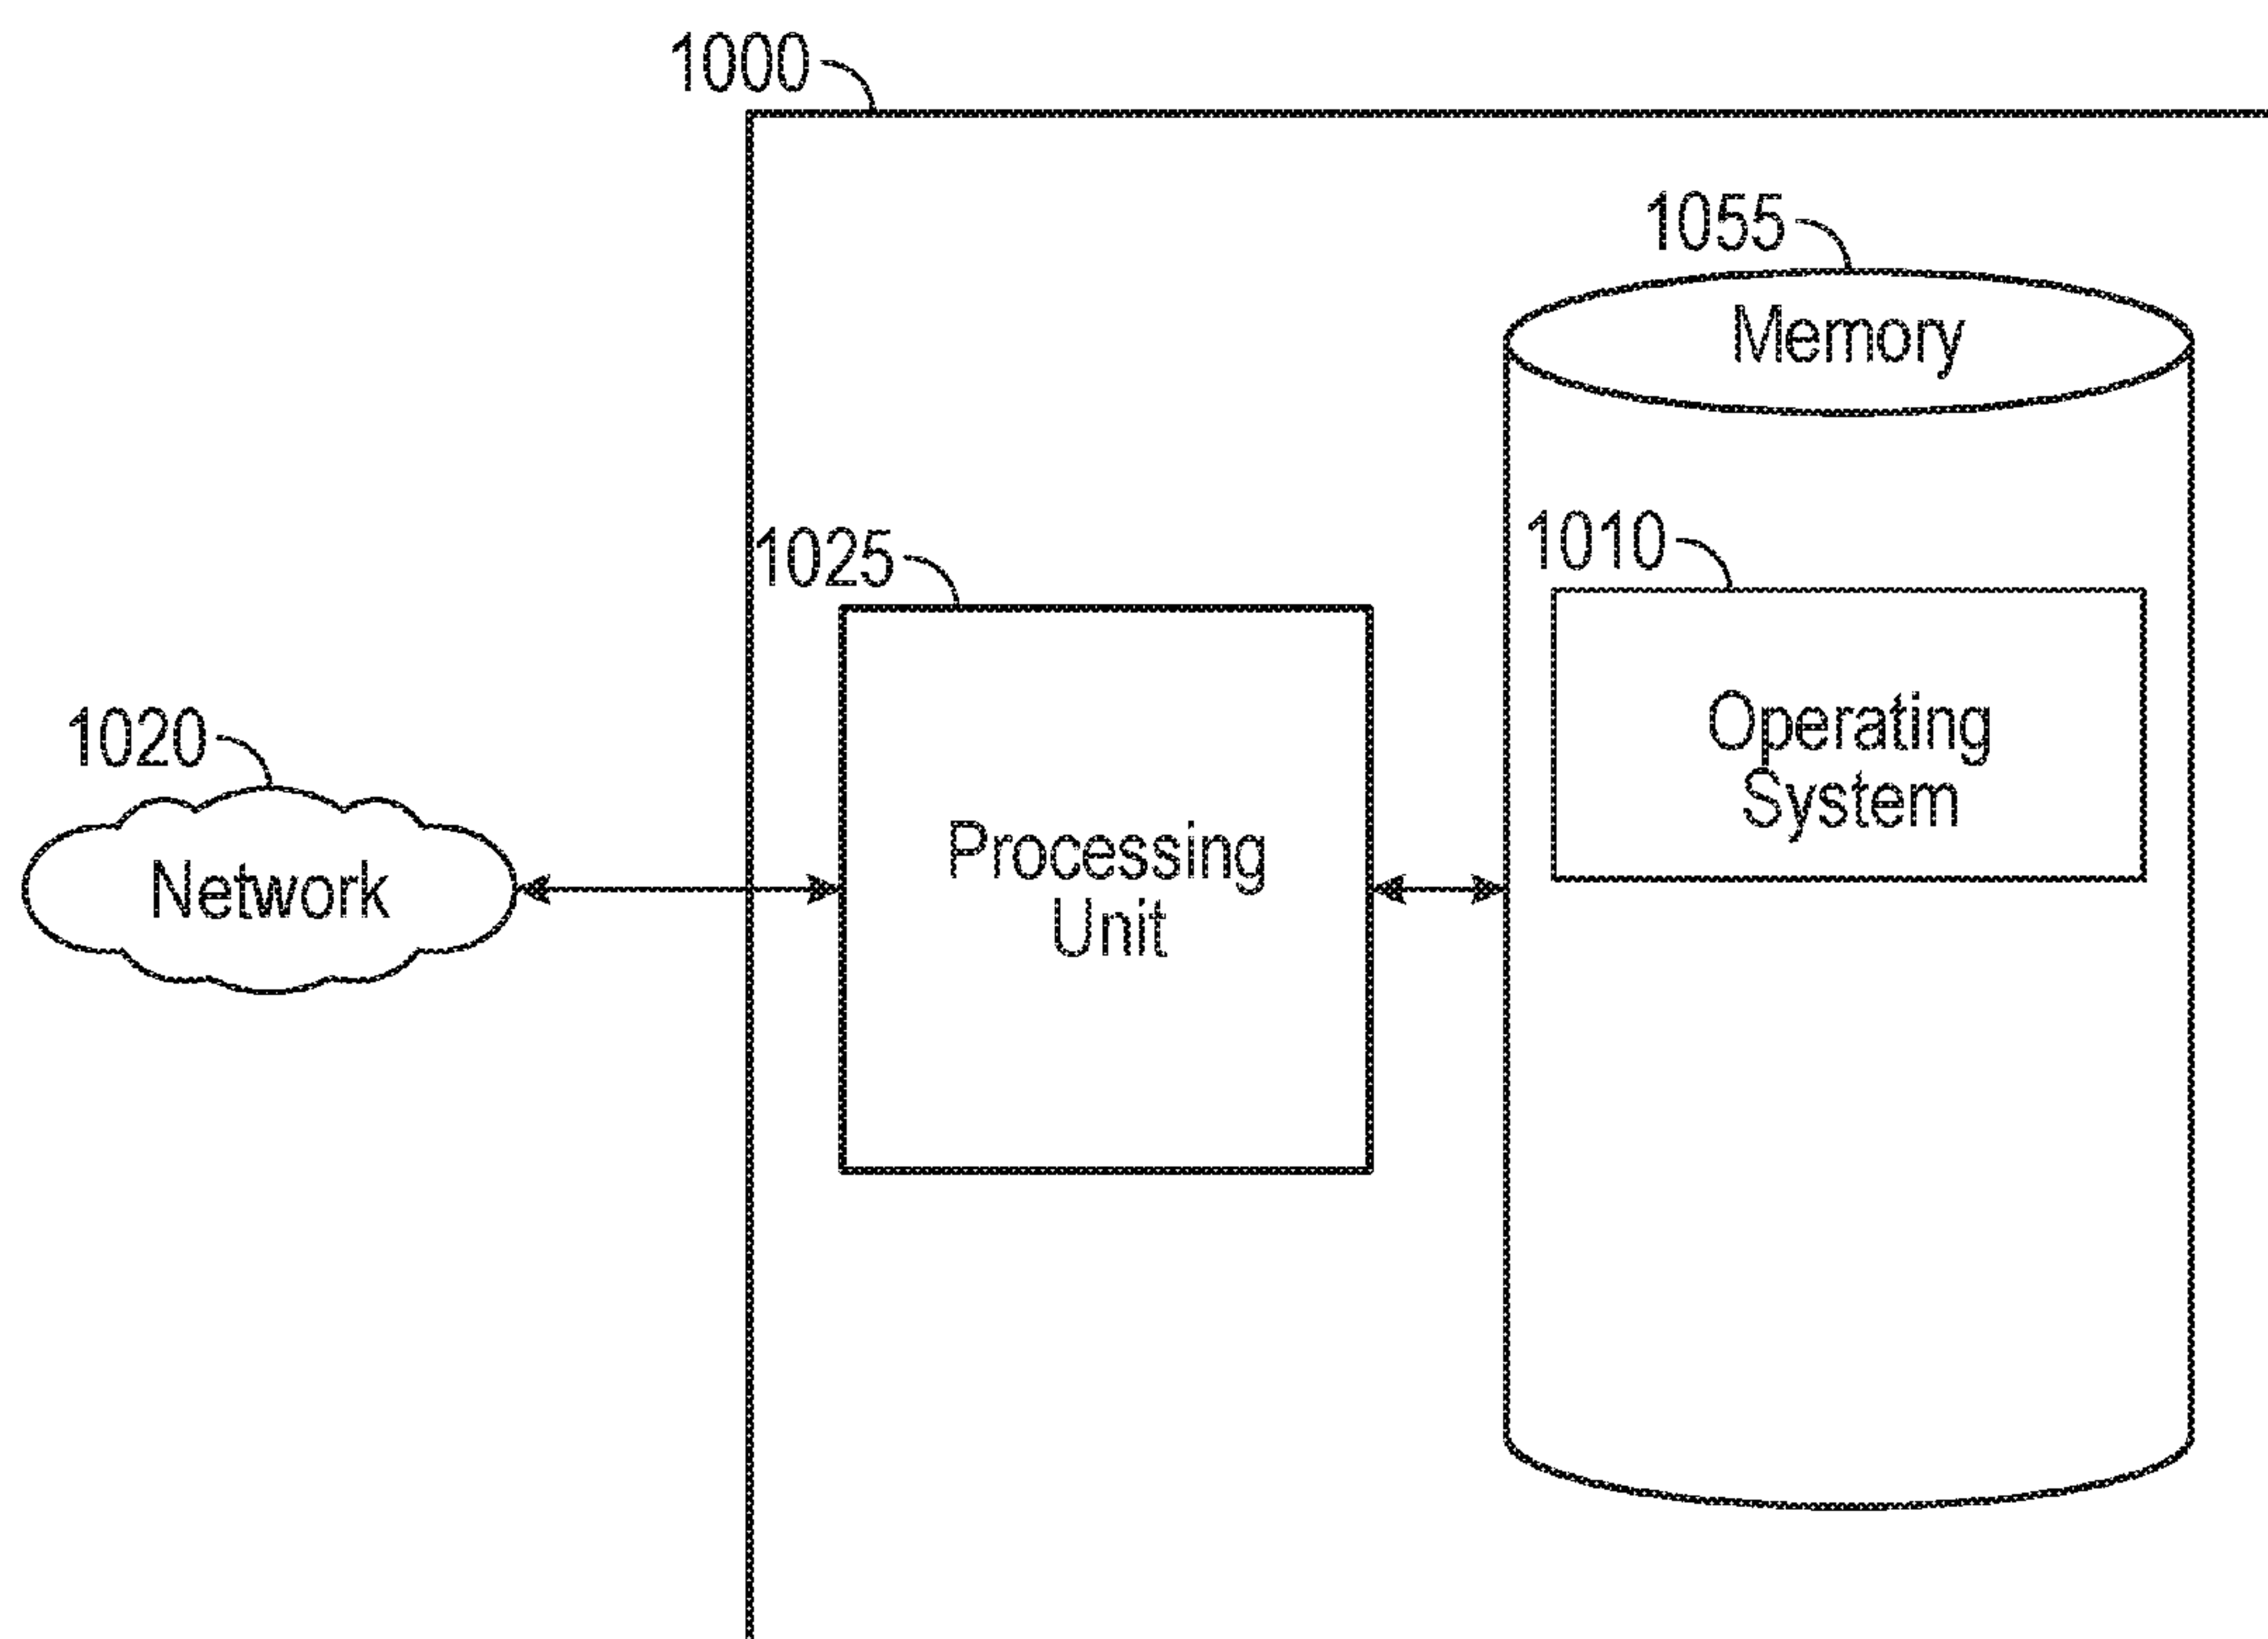 1000
1055
Memory
1025
1010
1020
Operating
System
Processing
Unit
Network